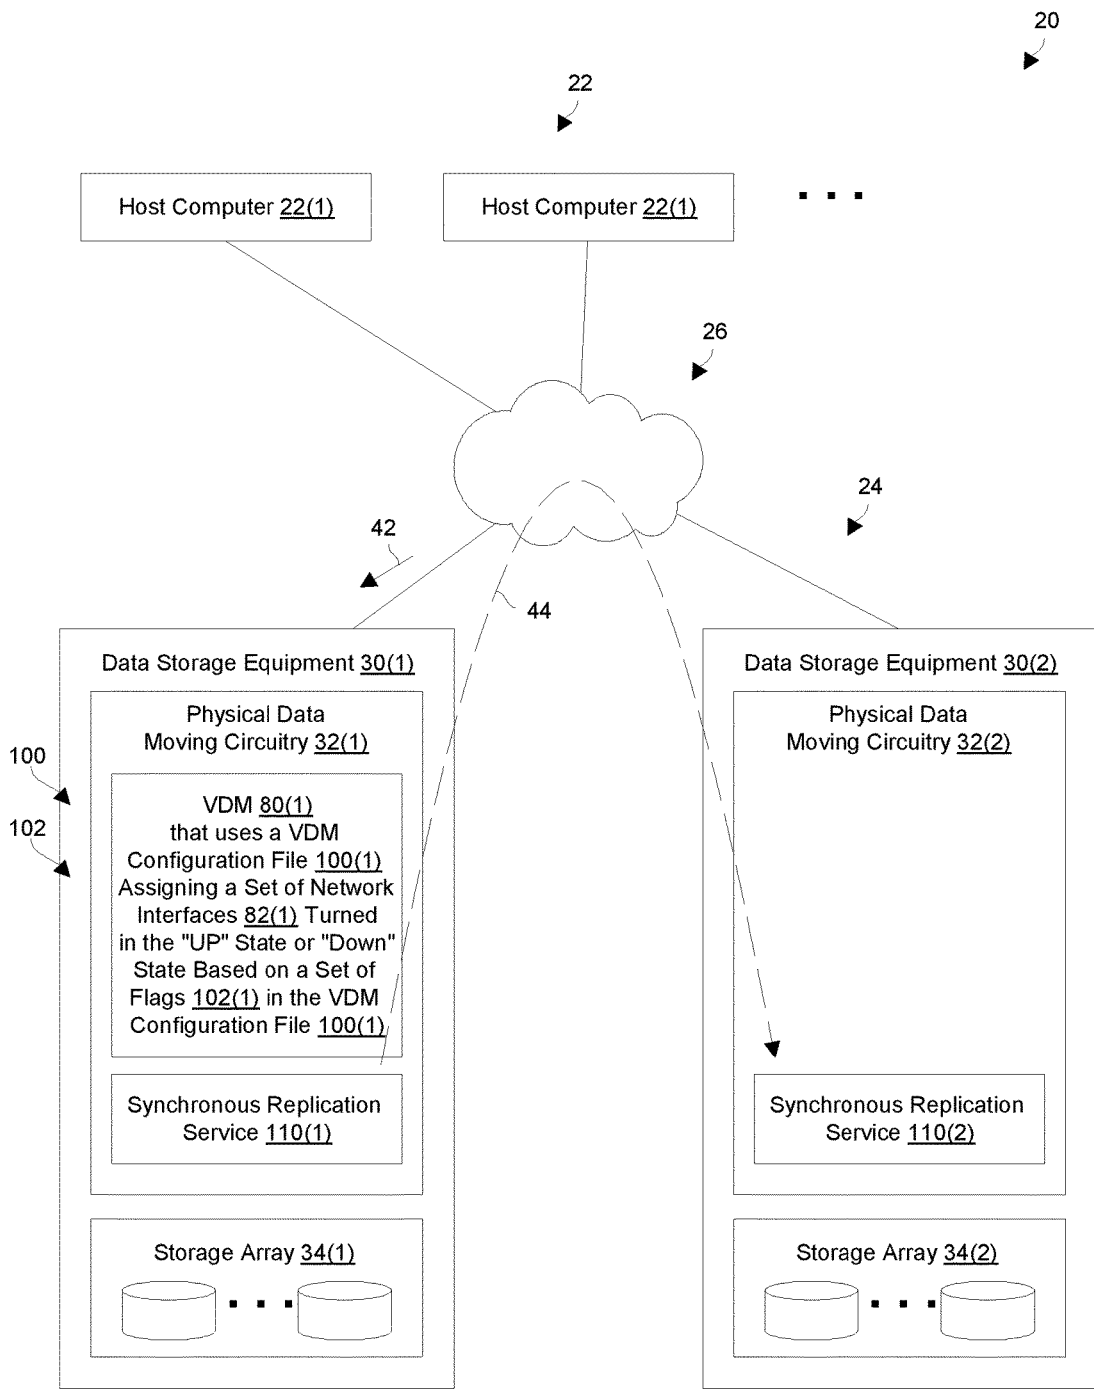 20
22
Host Computer 22(1)
Host Computer 22(1)
26
24
42
44
Data Storage Equipment 30(1)
Physical Data
Moving Circuitry 32(1)
100
102
VDM 80(1)
that uses a VDM
Configuration File 100(1)
Assigning a Set of Network
Interfaces 82(1) Turned
in the "UP" State or "Down"
State Based on a Set of
Flags 102(1) in the VDM
Configuration File 100(1)
Synchronous Replication
Service 110(1)
Storage Array 34(1)
Data Storage Equipment 30(2)
Physical Data
Moving Circuitry 32(2)
Synchronous Replication
Service 110(2)
Storage Array 34(2)